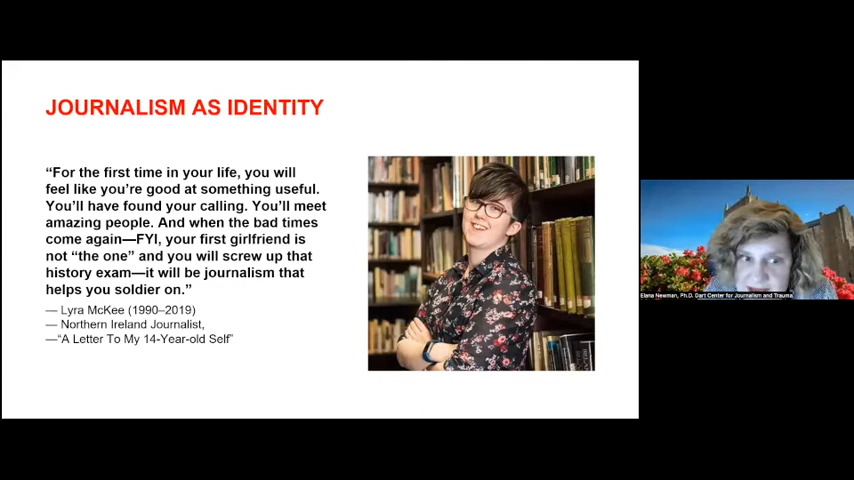 JOURNALISM AS IDENTITY
“For the first time in your life, you will
feel like you’re good at something useful.
You’ll have found your calling. You’ll meet
amazing people. And when the bad times
come again—FYI, your first girlfriend is
not “the one” and you will screw up that
history exam—it will be journalism that
helps you soldier on.”
— Lyra McKee (1990–2019)
— Northern Ireland Journalist,
—“A Letter To My 14-Year-old Self”
Elana Newman, Ph.D. Dart Center for Journalism and Trauma